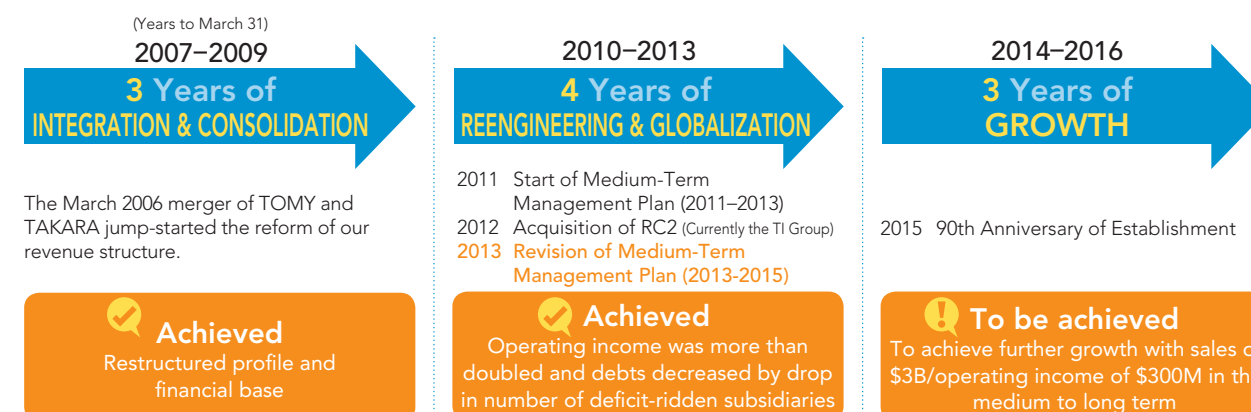 (Years to March 31)
2007–2009
3 Years of
INTEGRATION & CONSOLIDATION
The March 2006 merger of TOMY and
TAKARA jump-started the reform of our
revenue structure.
Achieved
Restructured profile and
financial base
2010–2013
4 Years of
REENGINEERING & GLOBALIZATION
2011 Start of Medium-Term
Management Plan (2011–2013)
2012 Acquisition of RC2 (Currently the TI Group)
2013 Revision of Medium-Term
Management Plan (2013-2015)
Achieved
Operating income was more than
doubled and debts decreased by drop
in number of deficit-ridden subsidiaries
2014–2016
3 Years of
GROWTH
2015 90th Anniversary of Establishment
To be achieved
To achieve further growth with sales
$3B/operating income of $300M in
medium to long term